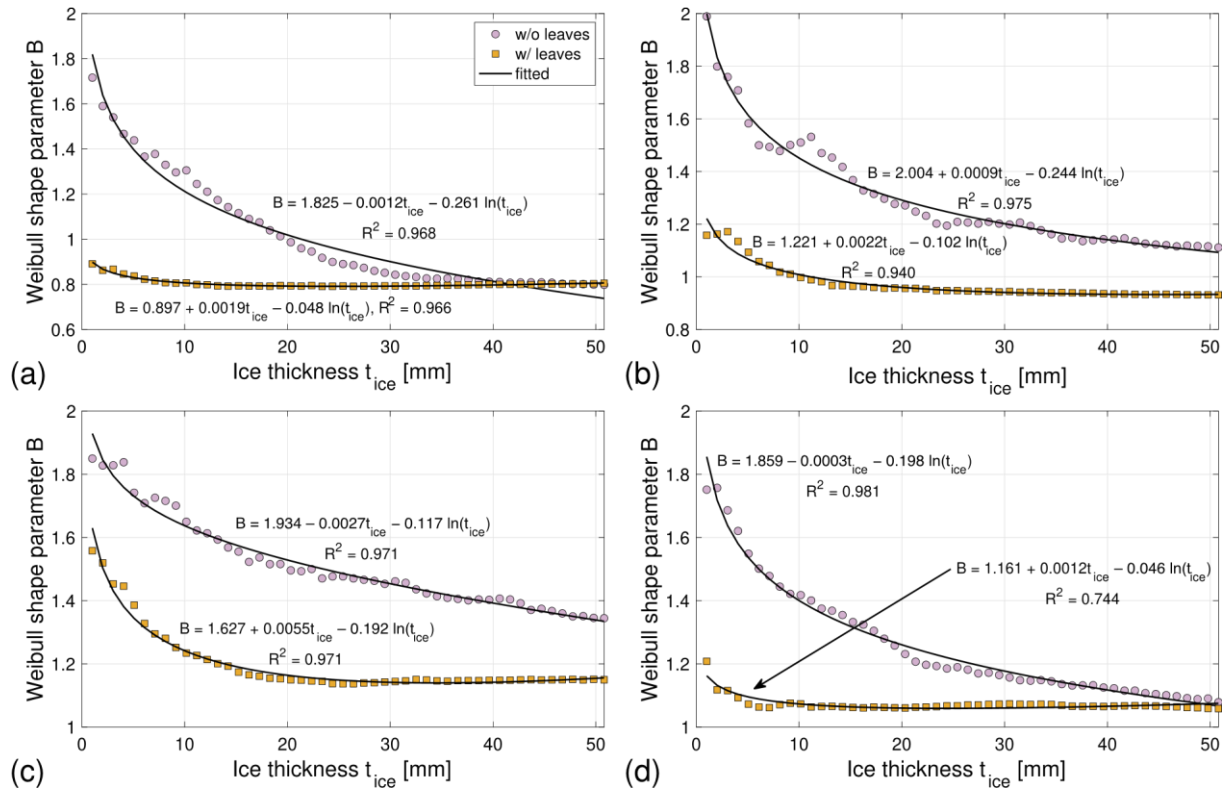 2
1.8
1.6
1.4
1.2
1
0.8
0.6
Weibull shape parameter B
w/o leaves
w/ leaves
fitted
B = 1.825 − 0.0012t_ice − 0.261 ln(t_ice)
R² = 0.968
B = 0.897 + 0.0019t_ice − 0.048 ln(t_ice), R² = 0.966
0 10 20 30 40 50
(a)
Ice thickness t_ice [mm]
2
1.8
1.6
1.4
1.2
1
0.8
Weibull shape parameter B
B = 2.004 + 0.0009t_ice − 0.244 ln(t_ice)
R² = 0.975
B = 1.221 + 0.0022t_ice − 0.102 ln(t_ice)
R² = 0.940
0 10 20 30 40 50
(b)
Ice thickness t_ice [mm]
2
1.8
1.6
1.4
1.2
1
Weibull shape parameter B
B = 1.934 − 0.0027t_ice − 0.117 ln(t_ice)
R² = 0.971
B = 1.627 + 0.0055t_ice − 0.192 ln(t_ice)
R² = 0.971
0 10 20 30 40 50
(c)
Ice thickness t_ice [mm]
2
1.8
1.6
1.4
1.2
1
Weibull shape parameter B
B = 1.859 − 0.0003t_ice − 0.198 ln(t_ice)
R² = 0.981
B = 1.161 + 0.0012t_ice − 0.046 ln(t_ice)
R² = 0.744
0 10 20 30 40 50
(d)
Ice thickness t_ice [mm]